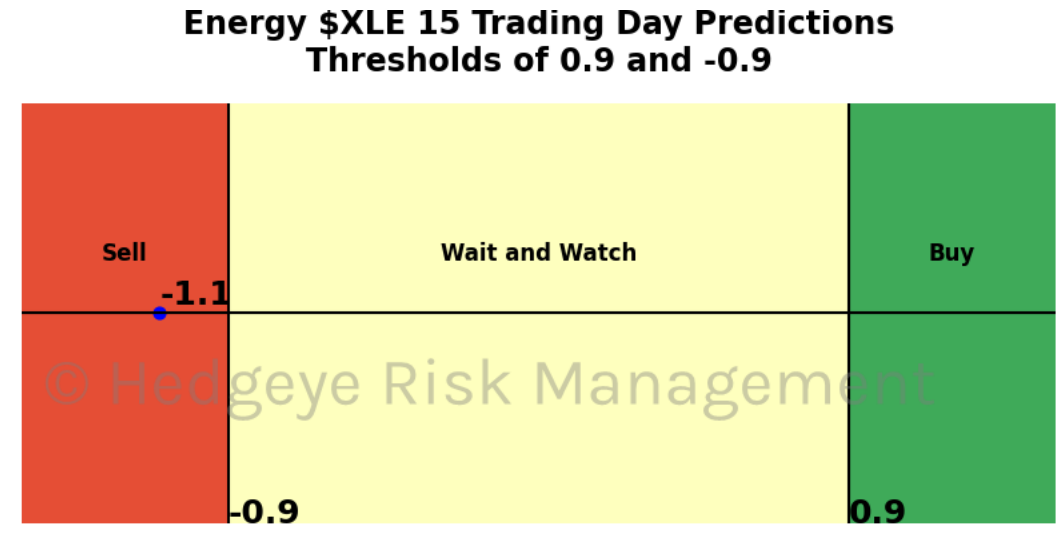 Energy $XLE 15 Trading Day Predictions
Thresholds of 0.9 and -0.9
Sell
Wait and Watch
Buy
-1.1
© Hedgeye Risk Management
-0.9
0.9